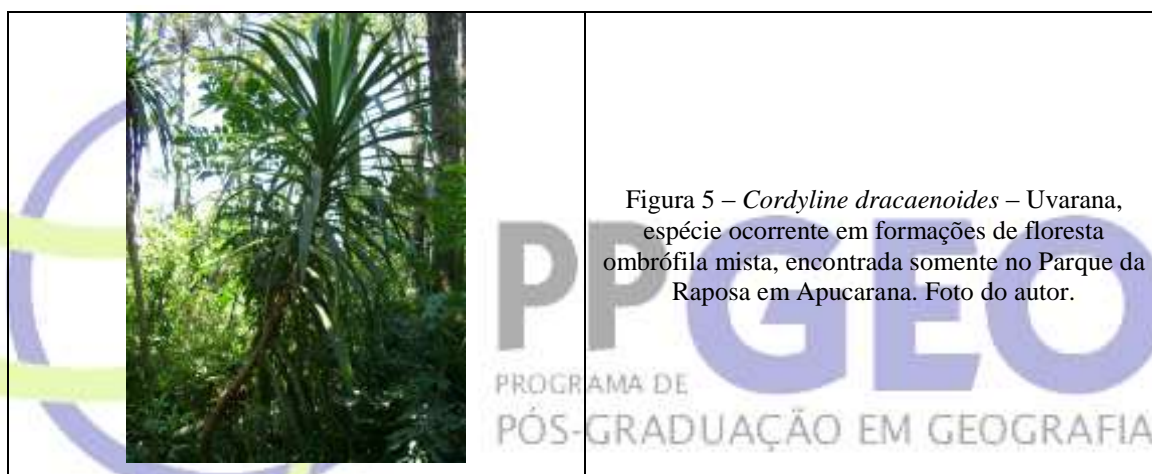 Figura 5 – Cordyline dracaenoides – Uvarana,
espécie ocorrente em formações de floresta
ombrófila mista, encontrada somente no Parque da
Raposa em Apucarana. Foto do autor.
PPGEO
PROGRAMA DE
PÓS-GRADUAÇÃO EM GEOGRAFIA